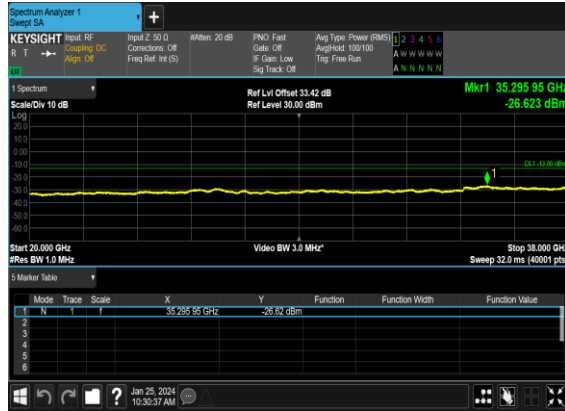 Spectrum Analyzer 1
Swept SA
+
KEYSIGHT Input: RF Input Z: 50 Ω #Atten: 20 dB PNO: Fast Avg Type: Power (RMS) 1 2 3 4 5 6
R T Coupling: DC Corrections: Off Gate: Off Avg|Hold: 100/100 A W W W W W
Align: Off Freq Ref: Int (S) IF Gain: Low Trig: Free Run
LW Sig Track: Off A N N N N N
1 Spectrum Ref Lvl Offset 33.42 dB Mkr1 35.295 95 GHz
Scale/Div 10 dB Ref Level 30.00 dBm -26.623 dBm
Log
20.0
10.0
0.00
-10.0 DL1 -13.00 dBm
-20.0 1
-30.0
-40.0
-50.0
-60.0
Start 20.000 GHz Video BW 3.0 MHz* Stop 38.000 GHz
#Res BW 1.0 MHz Sweep 32.0 ms (40001 pts)
5 Marker Table
Mode Trace Scale X Y Function Function Width Function Value
1 N 1 f 35.295 95 GHz -26.62 dBm
2
3
4
5
6
? Jan 25, 2024
10:30:37 AM